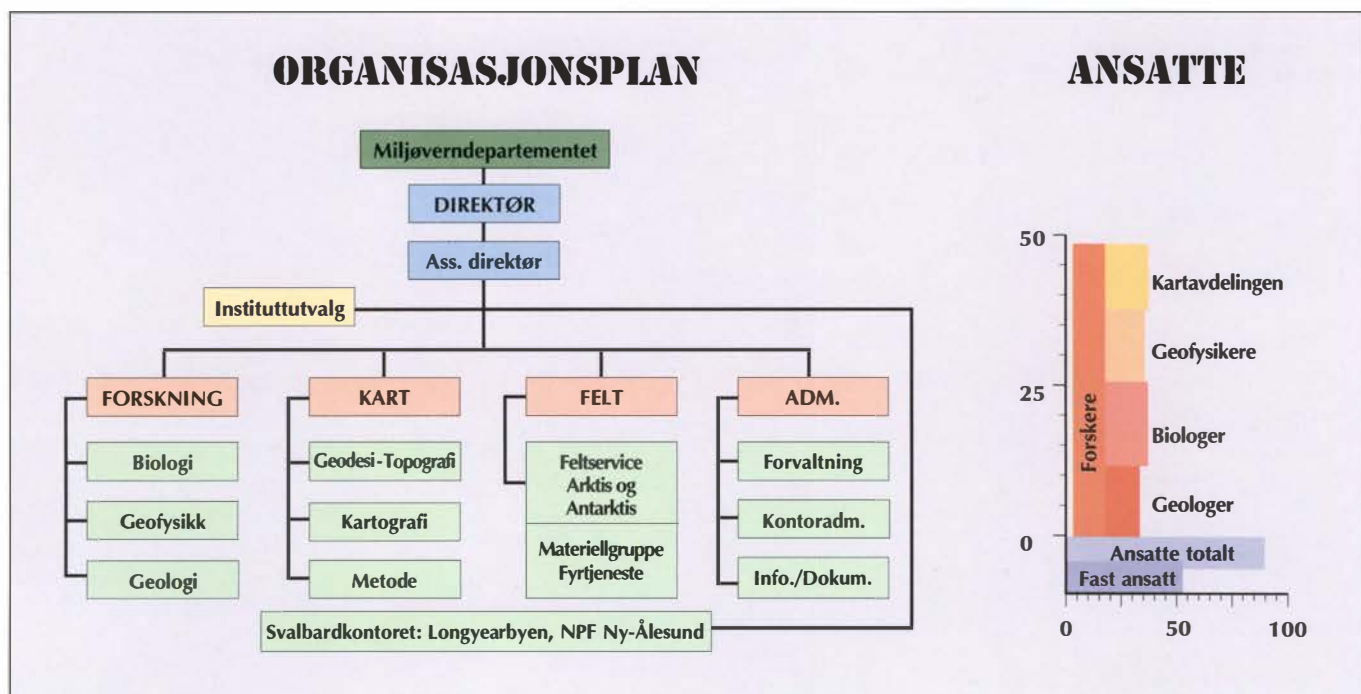 ORGANISASJONSPLAN
Miljøverndepartementet
DIREKTØR
Ass. direktør
Instituttutvalg
FORSKNING
Biologi
Geofysikk
Geologi
KART
Geodesi-Topografi
Kartografi
Metode
FELT
Feltservice
Arktis og
Antarktis
Materiellgruppe
Fyrtjeneste
ADM.
Forvaltning
Kontoradm.
Info./Dokum.
Svalbardkontoret: Longyearbyen, NPF Ny-Ålesund
ANSATTE
50
25
0
Forskere
Kartavdelingen
Geofysikere
Biologer
Geologer
Ansatte totalt
Fast ansatt
0 50 100